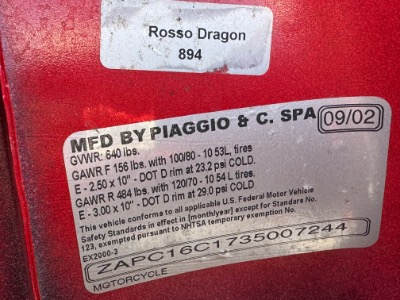 Rosso Dragon
894
MFD BY PIAGGIO & C. SPA 09/02
GVWR: 640 lbs.
GAWR F 156 lbs. with 100/80 - 10 53L, tires
E - 2.50 x 10" - DOT D rim at 23.2 psi COLD.
GAWR R 484 lbs. with 120/70 - 10 54 L tires
E - 3.00 x 10" - DOT D rim at 29.0 psi COLD.
This vehicle conforms to all applicable U.S. Federal Motor Vehicle
Safety Standards in effect in (month/year) except for Standars No.
123, exempted pursuant to NHTSA temporary exemption No.
EX2000-3
ZAPC16C1735007244
MOTORCYCLE